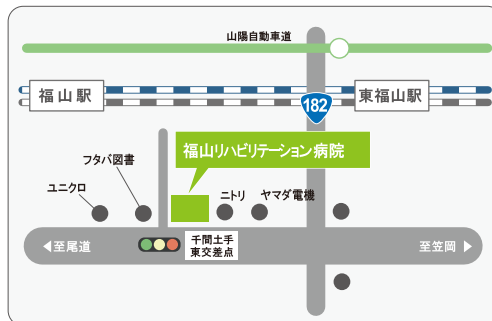 山陽自動車道
福山駅
182
東福山駅
福山リハビリテーション病院
フタバ図書
ユニクロ
ニトリ
ヤマダ電機
千間土手
東交差点
◀至尾道
至笠岡▶